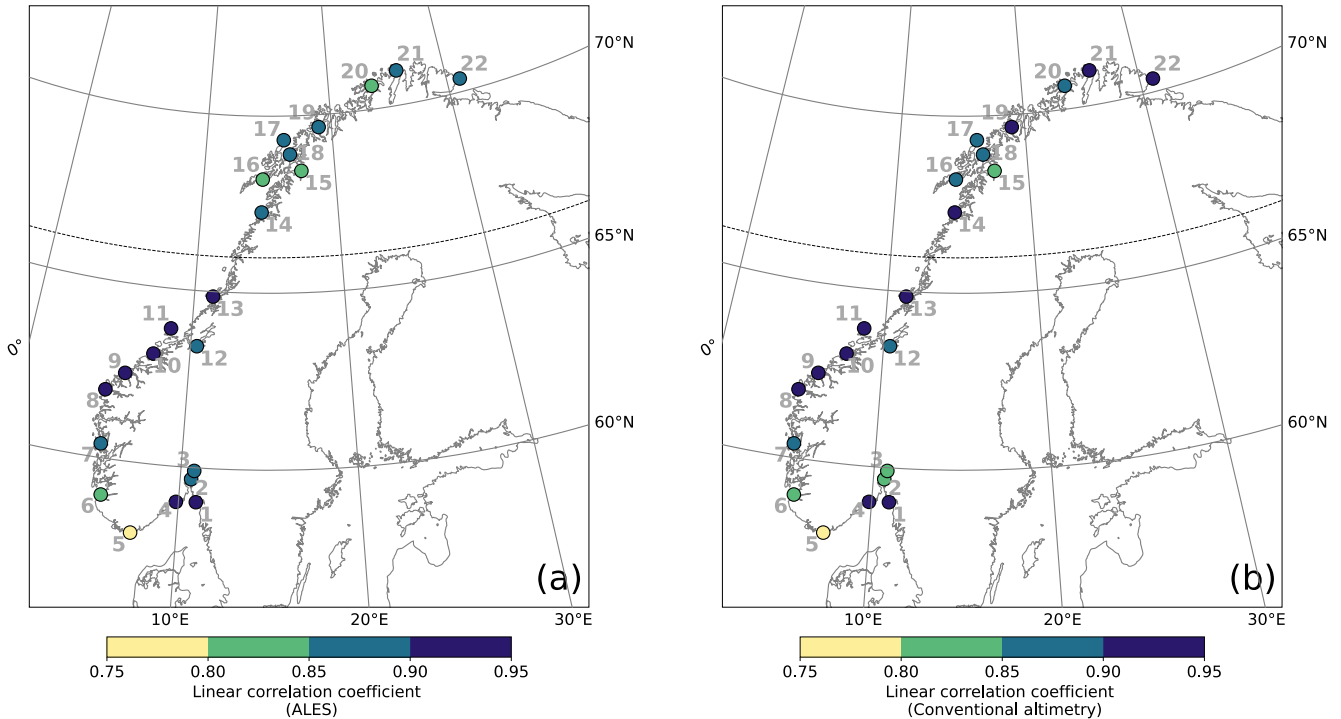 70°N
65°N
60°N
0°
10°E
20°E
30°E
1
2
3
4
5
6
7
8
9
10
11
12
13
14
15
16
17
18
19
20
21
22
(a)
0.75 0.80 0.85 0.90 0.95
Linear correlation coefficient
(ALES)
70°N
65°N
60°N
0°
10°E
20°E
30°E
1
2
3
4
5
6
7
8
9
10
11
12
13
14
15
16
17
18
19
20
21
22
(b)
0.75 0.80 0.85 0.90 0.95
Linear correlation coefficient
(Conventional altimetry)